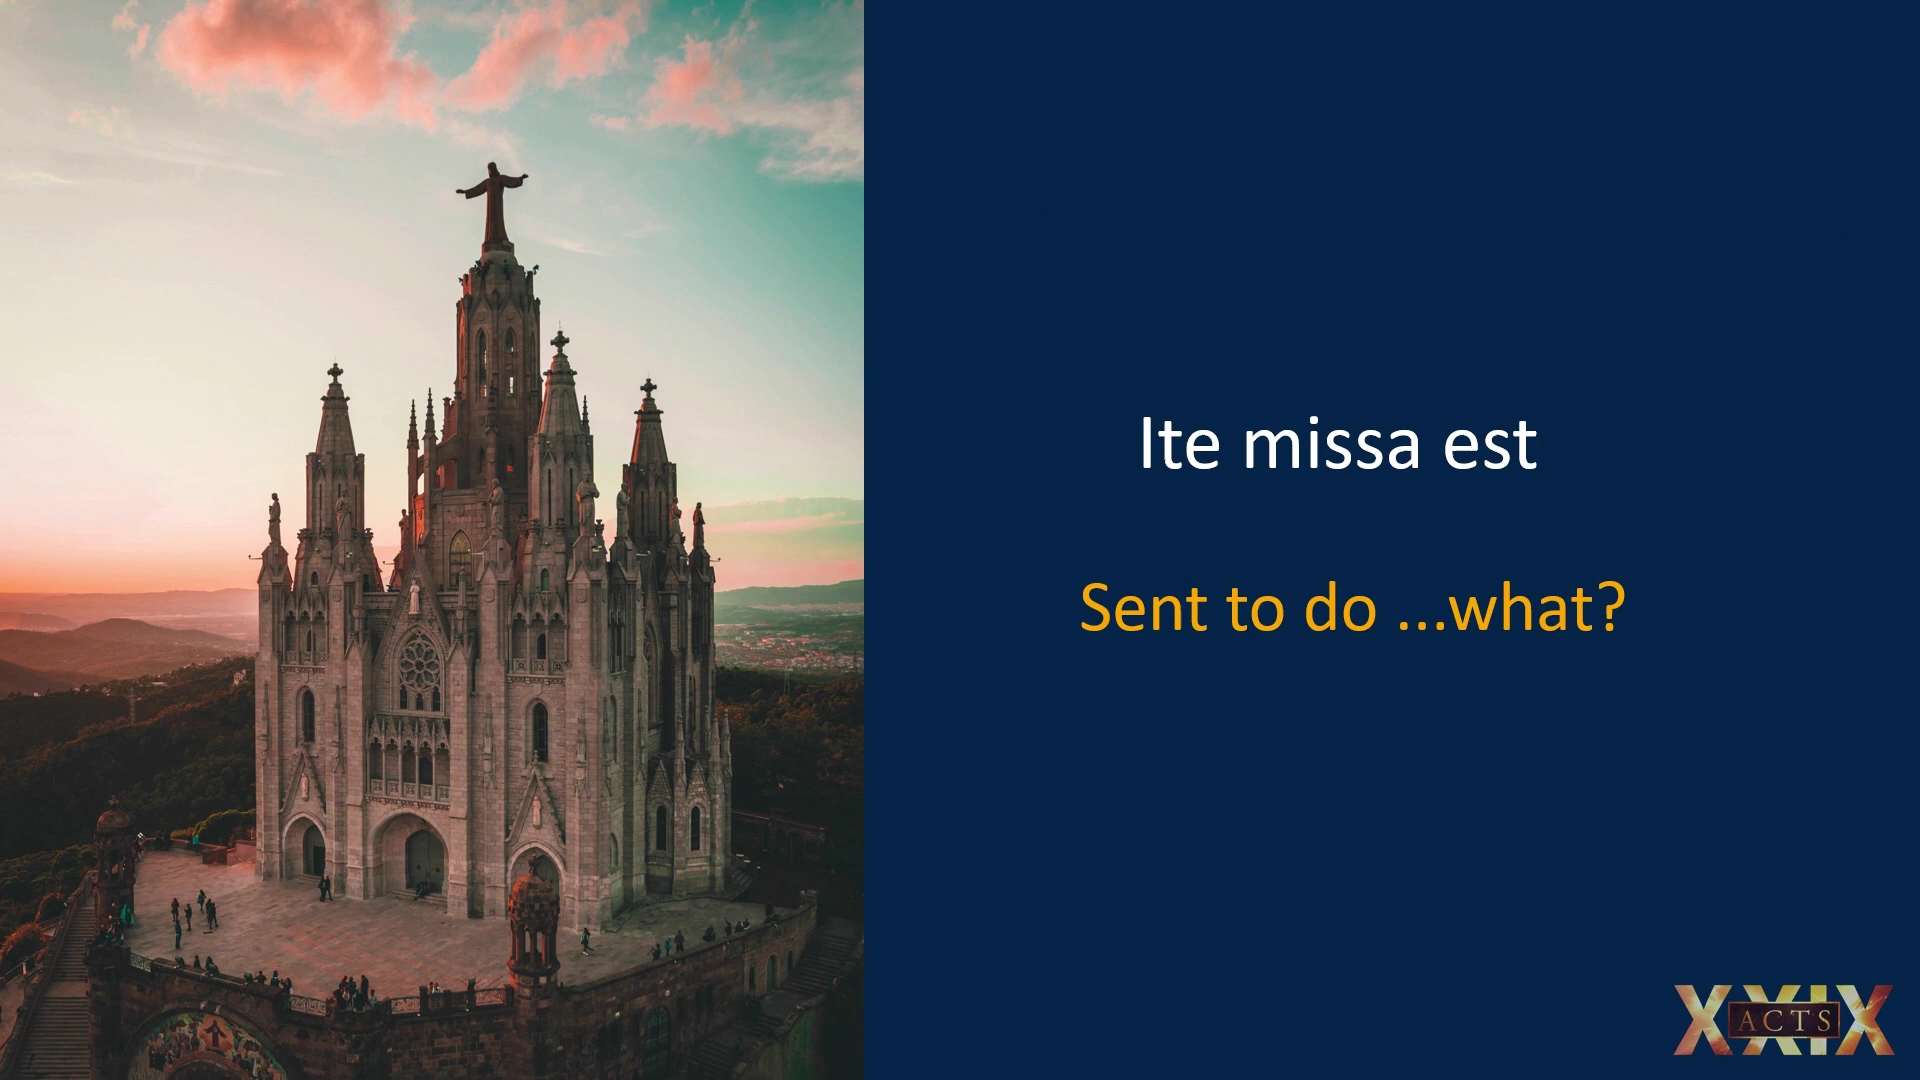 Ite missa est
Sent to do ...what?
XXIX
ACTS